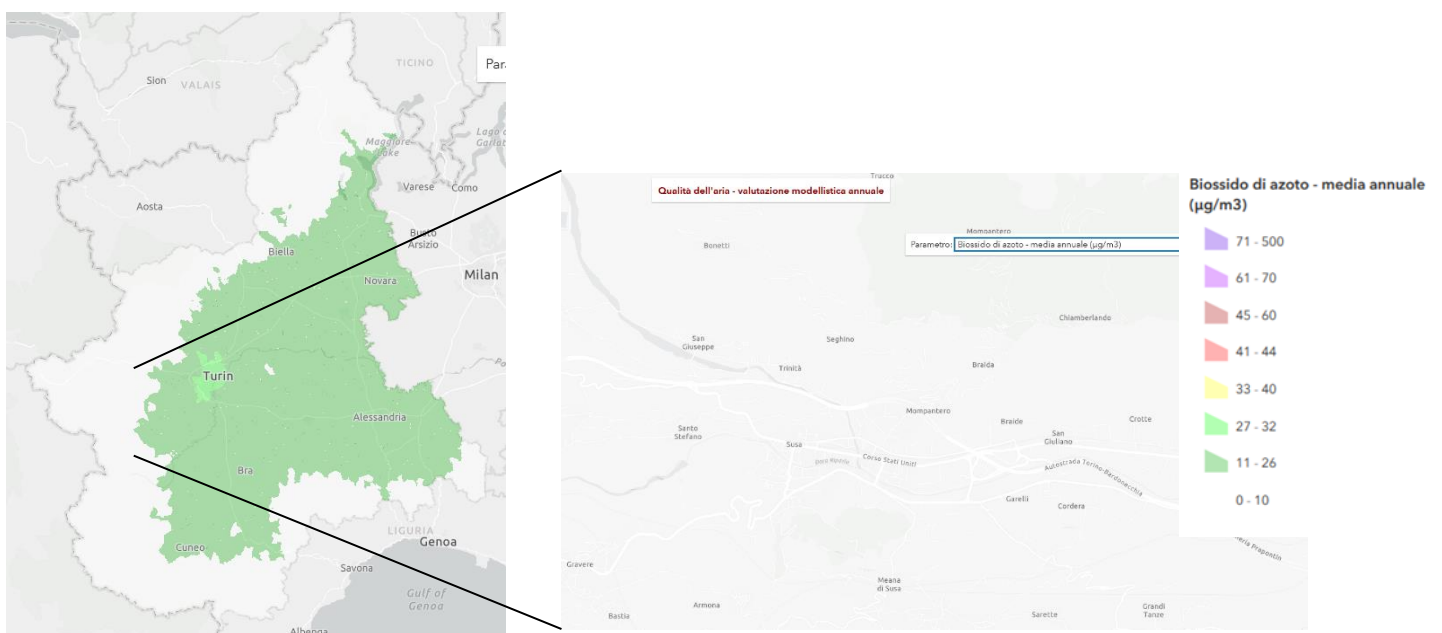 TICINO
Sion
VALAIS
Para
Lago d
Garlat
Maggiore
Lake
Varese
Como
Aosta
Busto
Arsizio
Biella
Milan
Novara
Po
Turin
Alessandria
Bra
LIGURIA
Genoa
Cuneo
Savona
Gulf of
Genoa
Albenga
Trucco
Qualità dell'aria - valutazione modellistica annuale
Mompantero
Bonetti
Parametro: Biossido di azoto - media annuale (µg/m3)
Chiamberlando
San
Giuseppe
Seghino
Trinità
Braida
Mompantero
Santo
Stefano
Braide
Crotte
San
Giuliano
Susa
Corso Stati Uniti
Autostrada Torino-Bardonecchia
Garelli
Cordera
Gravere
Meana
di Susa
Armona
Bastia
Sarette
Grandi
Tanze
Biossido di azoto - media annuale
(µg/m3)
71 - 500
61 - 70
45 - 60
41 - 44
33 - 40
27 - 32
11 - 26
0 - 10